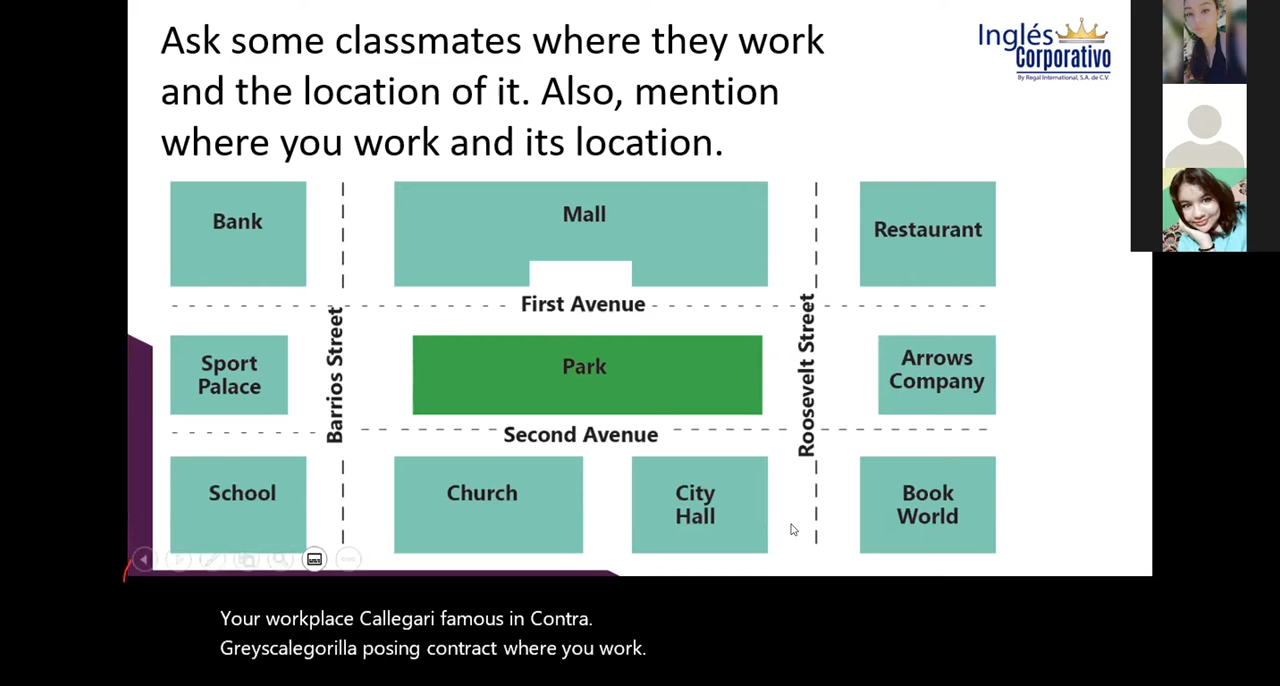 Ask some classmates where they work
and the location of it. Also, mention
where you work and its location.
Inglés
Corporativo
By Regal International, S.A. de C.V.
Bank
Mall
Restaurant
First Avenue
Barrios Street
Roosevelt Street
Sport
Palace
Park
Arrows
Company
Second Avenue
School
Church
City
Hall
Book
World
Your workplace Callegari famous in Contra.
Greyscalegorilla posing contract where you work.